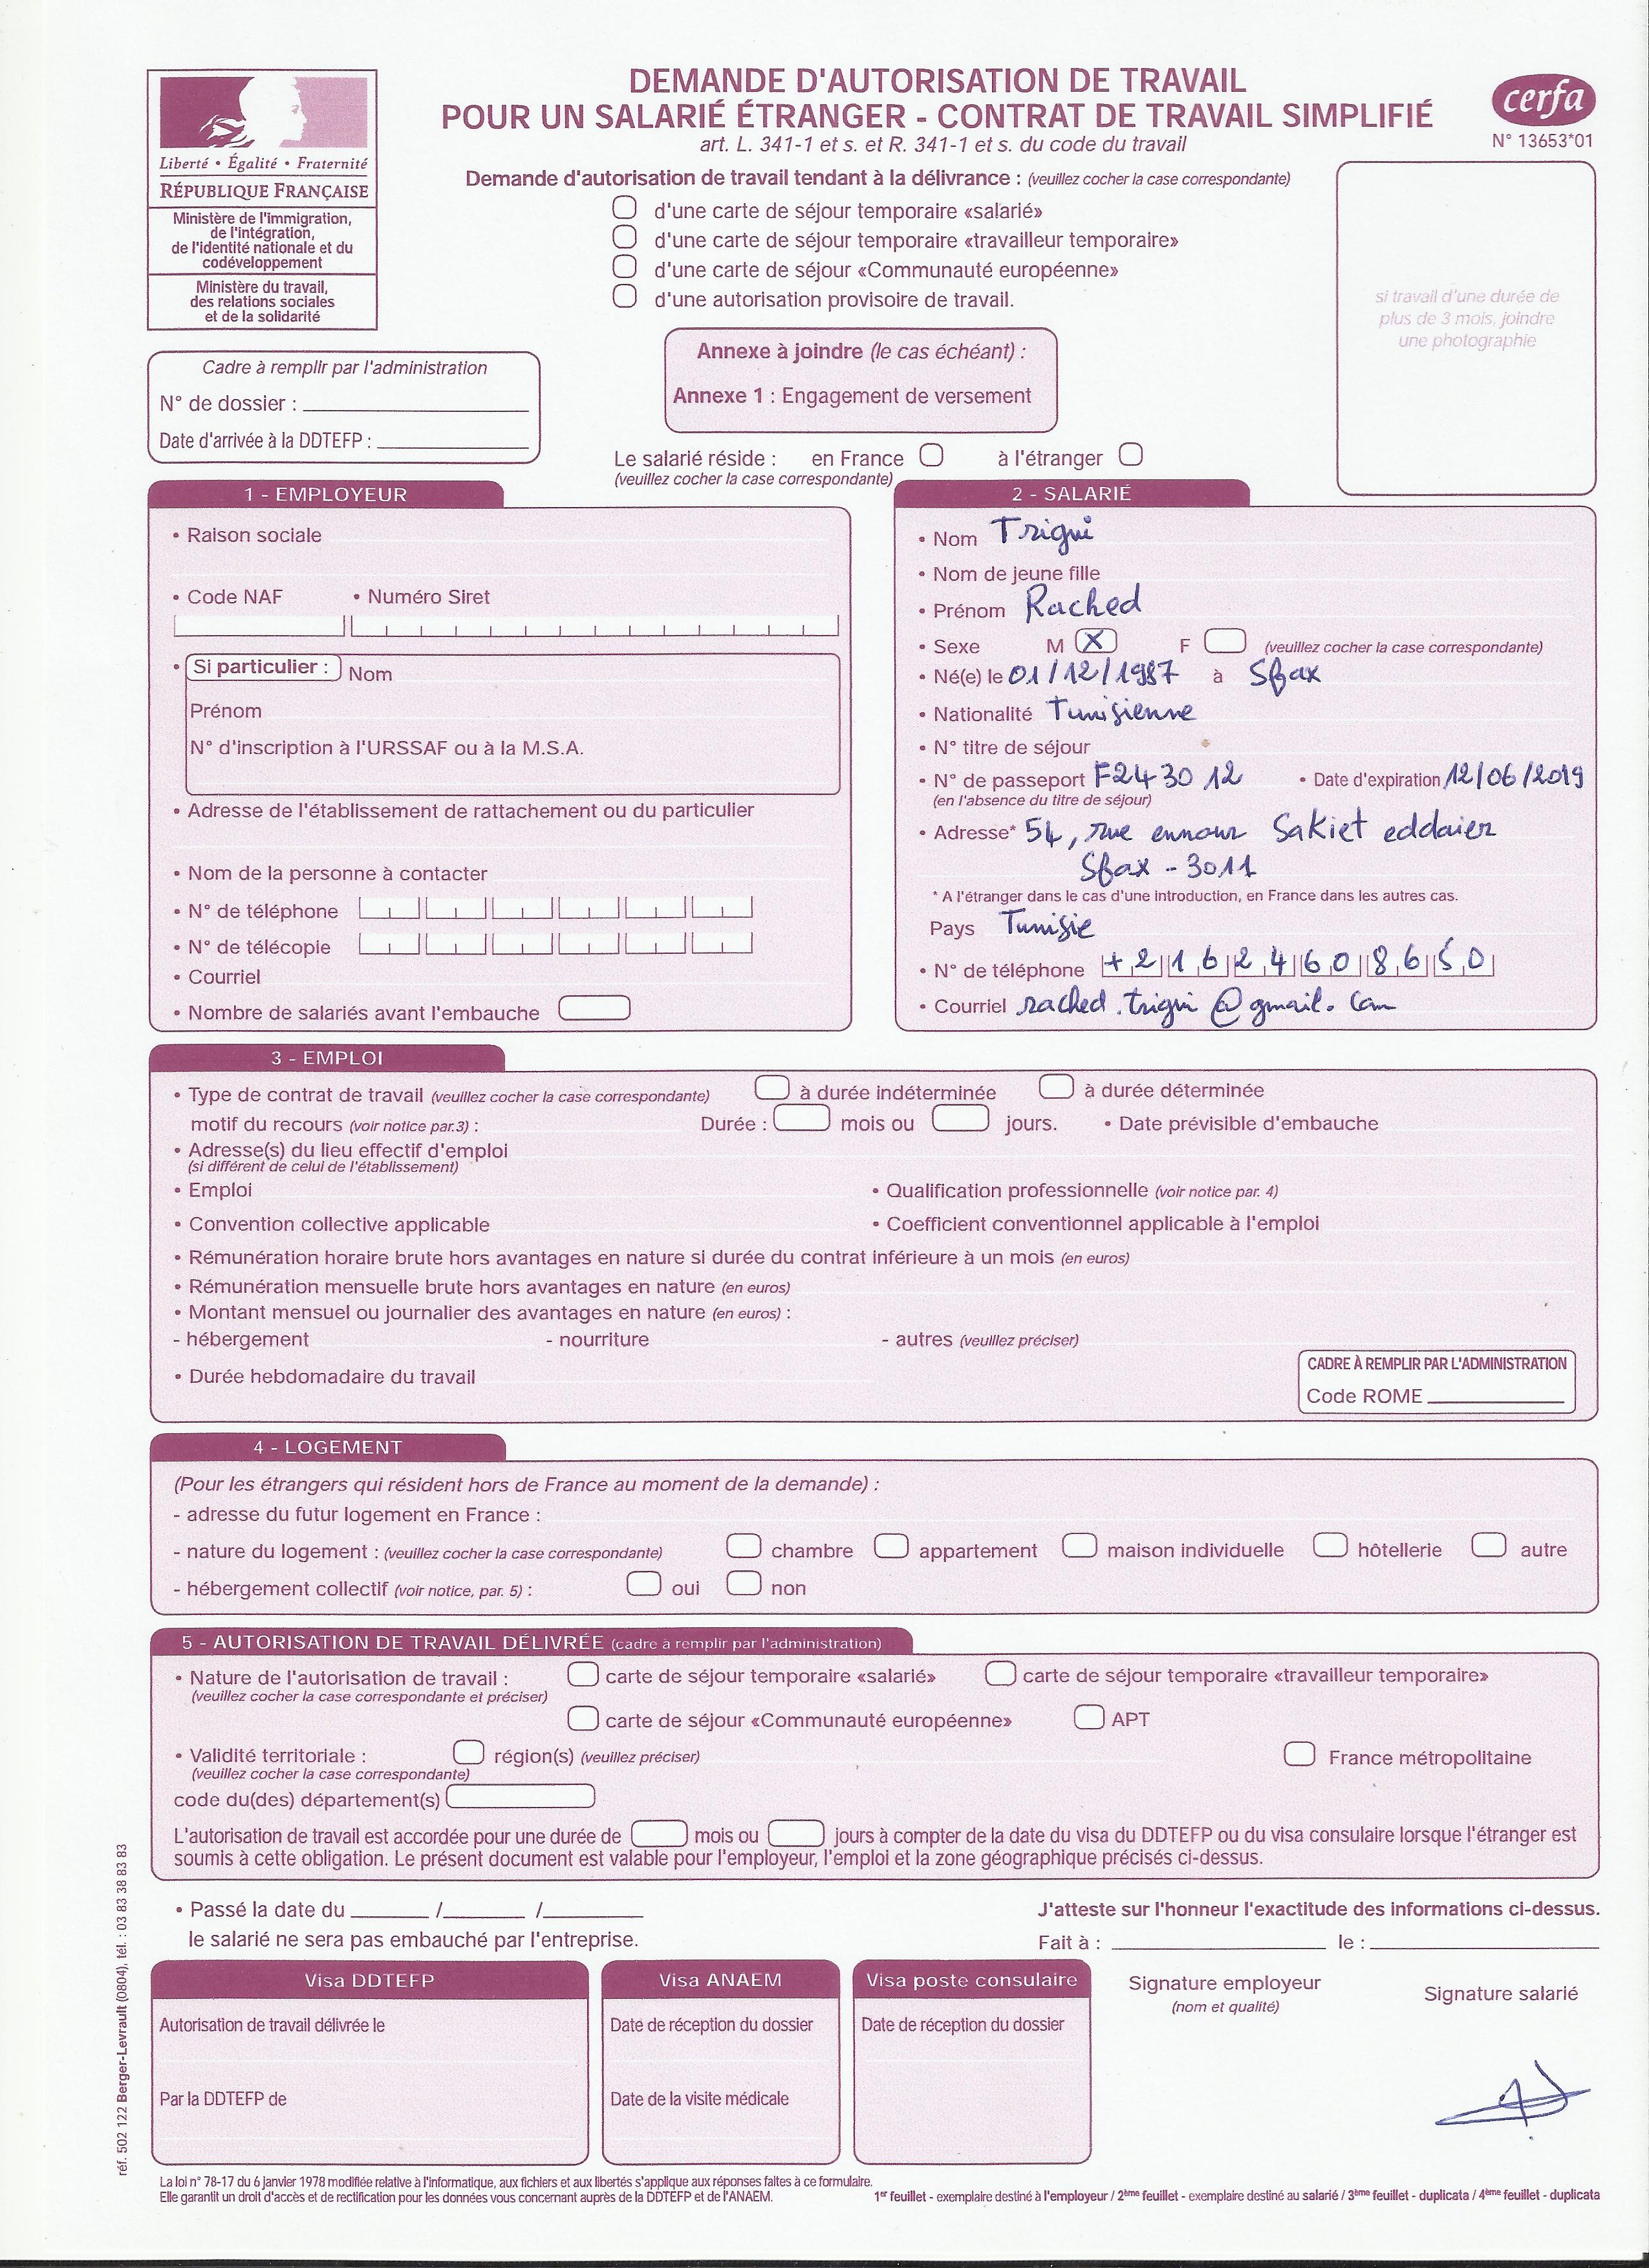 DEMANDE D'AUTORISATION DE TRAVAIL
POUR UN SALARIÉ ÉTRANGER - CONTRAT DE TRAVAIL SIMPLIFIÉ
art. L. 341-1 et s. et R. 341-1 et s. du code du travail
cerfa
N° 13653*01
Liberté • Égalité • Fraternité
RÉPUBLIQUE FRANÇAISE
Ministère de l'immigration,
de l'intégration,
de l'identité nationale et du
codéveloppement
Ministère du travail,
des relations sociales
et de la solidarité
Demande d'autorisation de travail tendant à la délivrance : (veuillez cocher la case correspondante)
d'une carte de séjour temporaire «salarié»
d'une carte de séjour temporaire «travailleur temporaire»
d'une carte de séjour «Communauté européenne»
d'une autorisation provisoire de travail.
si travail d'une durée de
plus de 3 mois, joindre
une photographie
Cadre à remplir par l'administration
N° de dossier :
Date d'arrivée à la DDTEFP :
Annexe à joindre (le cas échéant) :
Annexe 1 : Engagement de versement
Le salarié réside : en France à l'étranger
(veuillez cocher la case correspondante)
1 - EMPLOYEUR
• Raison sociale
• Code NAF • Numéro Siret
• Si particulier : Nom
Prénom
N° d'inscription à l'URSSAF ou à la M.S.A.
• Adresse de l'établissement de rattachement ou du particulier
• Nom de la personne à contacter
• N° de téléphone
• N° de télécopie
• Courriel
• Nombre de salariés avant l'embauche
2 - SALARIÉ
• Nom Trigui
• Nom de jeune fille
• Prénom Rached
• Sexe M X F (veuillez cocher la case correspondante)
• Né(e) le 01/12/1987 à Sfax
• Nationalité Tunisienne
• N° titre de séjour
• N° de passeport F243012 • Date d'expiration 12/06/2019
(en l'absence du titre de séjour)
• Adresse* 54, rue ennour Sakiet eddaier
Sfax - 3011
* A l'étranger dans le cas d'une introduction, en France dans les autres cas.
Pays Tunisie
• N° de téléphone +21624608650
• Courriel rached.trigui@gmail.com
3 - EMPLOI
• Type de contrat de travail (veuillez cocher la case correspondante) à durée indéterminée à durée déterminée
motif du recours (voir notice par.3) : Durée : mois ou jours. • Date prévisible d'embauche
• Adresse(s) du lieu effectif d'emploi
(si différent de celui de l'établissement)
• Emploi • Qualification professionnelle (voir notice par. 4)
• Convention collective applicable • Coefficient conventionnel applicable à l'emploi
• Rémunération horaire brute hors avantages en nature si durée du contrat inférieure à un mois (en euros)
• Rémunération mensuelle brute hors avantages en nature (en euros)
• Montant mensuel ou journalier des avantages en nature (en euros) :
- hébergement - nourriture - autres (veuillez préciser)
• Durée hebdomadaire du travail
CADRE À REMPLIR PAR L'ADMINISTRATION
Code ROME
4 - LOGEMENT
(Pour les étrangers qui résident hors de France au moment de la demande) :
- adresse du futur logement en France :
- nature du logement : (veuillez cocher la case correspondante) chambre appartement maison individuelle hôtellerie autre
- hébergement collectif (voir notice, par. 5) : oui non
5 - AUTORISATION DE TRAVAIL DÉLIVRÉE (cadre à remplir par l'administration)
• Nature de l'autorisation de travail : carte de séjour temporaire «salarié» carte de séjour temporaire «travailleur temporaire»
(veuillez cocher la case correspondante et préciser)
carte de séjour «Communauté européenne» APT
• Validité territoriale : région(s) (veuillez préciser) France métropolitaine
(veuillez cocher la case correspondante)
code du(des) département(s)
L'autorisation de travail est accordée pour une durée de mois ou jours à compter de la date du visa du DDTEFP ou du visa consulaire lorsque l'étranger est
soumis à cette obligation. Le présent document est valable pour l'employeur, l'emploi et la zone géographique précisés ci-dessus.
• Passé la date du / /
le salarié ne sera pas embauché par l'entreprise.
J'atteste sur l'honneur l'exactitude des informations ci-dessus.
Fait à : le :
Visa DDTEFP
Autorisation de travail délivrée le
Par la DDTEFP de
Visa ANAEM
Date de réception du dossier
Date de la visite médicale
Visa poste consulaire
Date de réception du dossier
Signature employeur
(nom et qualité)
Signature salarié
La loi n° 78-17 du 6 janvier 1978 modifiée relative à l'informatique, aux fichiers et aux libertés s'applique aux réponses faites à ce formulaire.
Elle garantit un droit d'accès et de rectification pour les données vous concernant auprès de la DDTEFP et de l'ANAEM.
1er feuillet - exemplaire destiné à l'employeur / 2ème feuillet - exemplaire destiné au salarié / 3ème feuillet - duplicata / 4ème feuillet - duplicata
réf. 502 122 Berger-Levrault (0804), tél. : 03 83 38 83 83